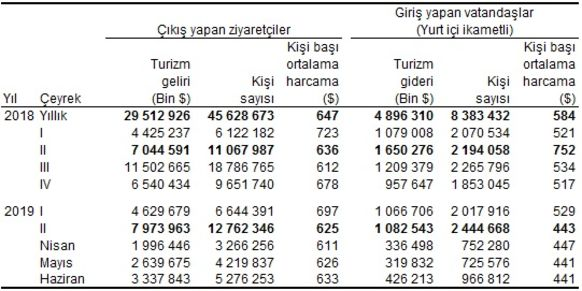 Giriş yapan vatandaşlar
Çıkış yapan ziyaretçiler (Yurt içi ikametli)
Kişi başı Kişi başı
Turizm ortalama Turizm ortalama
geliri Kişi harcama gideri Kişi harcama
Yıl Çeyrek (Bin $) sayısı ($) (Bin $) sayısı ($)
2018 Yıllık 29 512 926 45 628 673 647 4 896 310 8 383 432 584
I 4 425 237 6 122 182 723 1 079 008 2 070 534 521
II 7 044 591 11 067 987 636 1 650 276 2 194 058 752
III 11 502 665 18 786 765 612 1 209 379 2 265 796 534
IV 6 540 434 9 651 740 678 957 647 1 853 045 517
2019 I 4 629 679 6 644 391 697 1 066 706 2 017 916 529
II 7 973 963 12 762 346 625 1 082 543 2 444 668 443
Nisan 1 996 446 3 266 256 611 336 498 752 280 447
Mayıs 2 639 675 4 219 837 626 319 832 725 576 441
Haziran 3 337 843 5 276 253 633 426 213 966 812 441